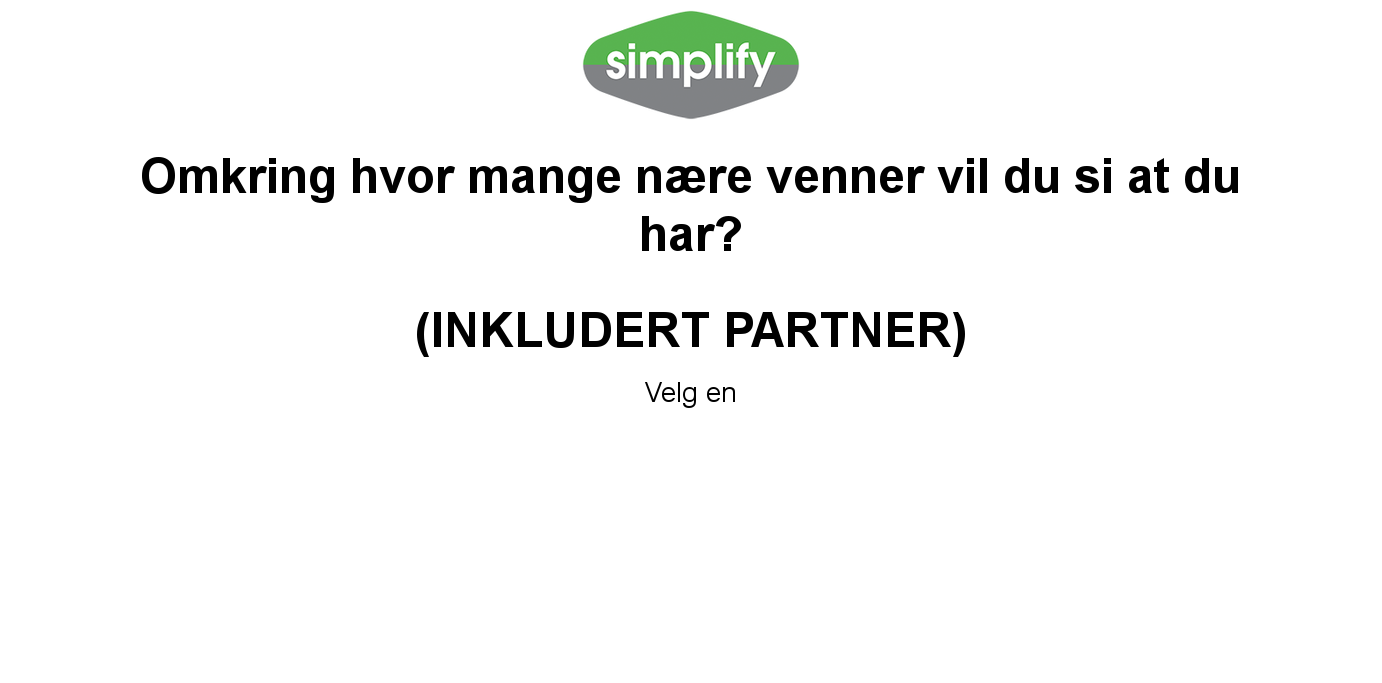 simplify
Omkring hvor mange nære venner vil du si at du
har?
(INKLUDERT PARTNER)
Velg en